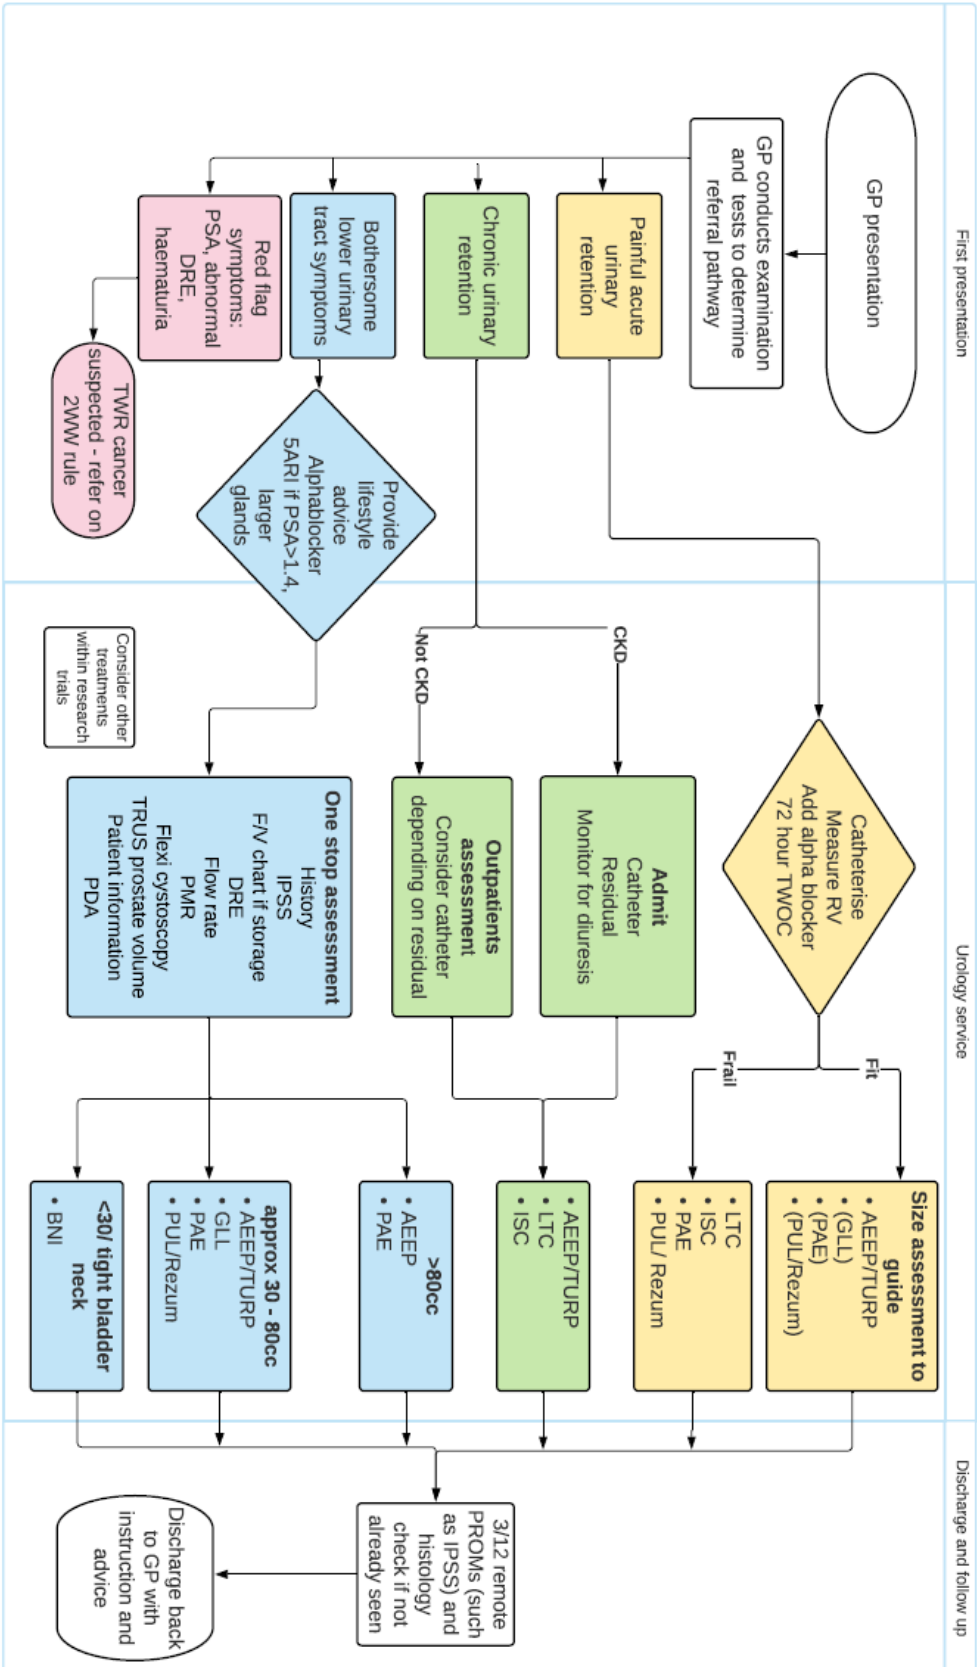 First presentation
Urology service
Discharge and follow up
GP presentation
GP conducts examination
and  tests to determine
referral pathway
Painful acute
urinary
retention
Chronic urinary
retention
Bothersome
lower urinary
tract symptoms
Red flag
symptoms:
PSA, abnormal
DRE,
haematuria
TWR cancer
suspected - refer on
2WW rule
Provide
lifestyle
advice
Alphablocker
5ARI if PSA>1.4,
larger
glands
Consider other
treatments
within research
trials
CKD
Not CKD
Catheterise
Measure RV
Add alpha blocker
72 hour TWOC
Fit
Frail
Admit
Catheter
Residual
Monitor for diuresis
Outpatients
assessment
Consider catheter
depending on residual
One stop assessment
History
IPSS
F/V chart if storage
DRE
Flow rate
PMR
Flexi cystoscopy
TRUS prostate volume
Patient information
PDA
Size assessment to
guide
• AEEP/TURP
• (GLL)
• (PAE)
• (PUL/Rezum)
• LTC
• ISC
• PAE
• PUL/ Rezum
• AEEP/TURP
• LTC
• ISC
>80cc
• AEEP
• PAE
approx 30 - 80cc
• AEEP/TURP
• GLL
• PAE
• PUL/Rezum
<30/ tight bladder
neck
• BNI
3/12 remote
PROMs (such
as IPSS) and
histology
check if not
already seen
Discharge back
to GP with
instruction and
advice